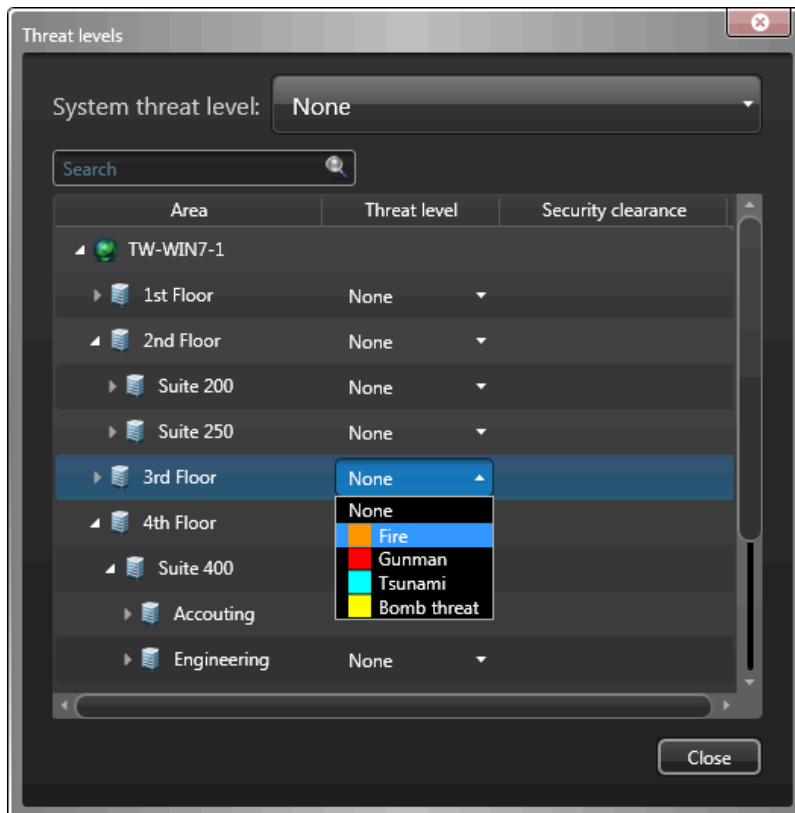 Threat levels
System threat level: None
Search
Area Threat level Security clearance
TW-WIN7-1
1st Floor None
2nd Floor None
Suite 200 None
Suite 250 None
3rd Floor None
None
4th Floor
Fire
Gunman
Suite 400
Tsunami
Accouting
Bomb threat
Engineering None
Close